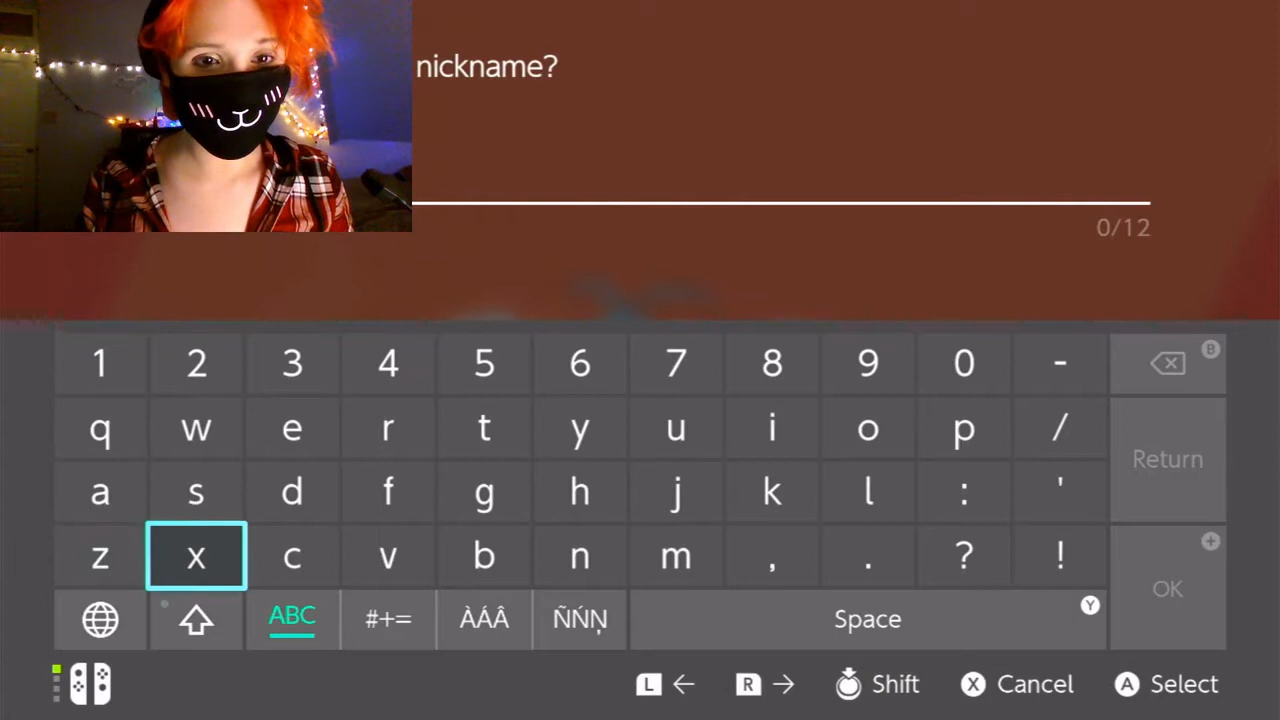 nickname?
0/12
1 2 3 4 5 6 7 8 9 0 - B
q w e r t y u i o p /
Return
a s d f g h j k l : '
z x c v b n m , . ? ! +
OK
ABC #+= ÀÁÂ ÑŃŅ Space Y
L ← R → Shift X Cancel A Select